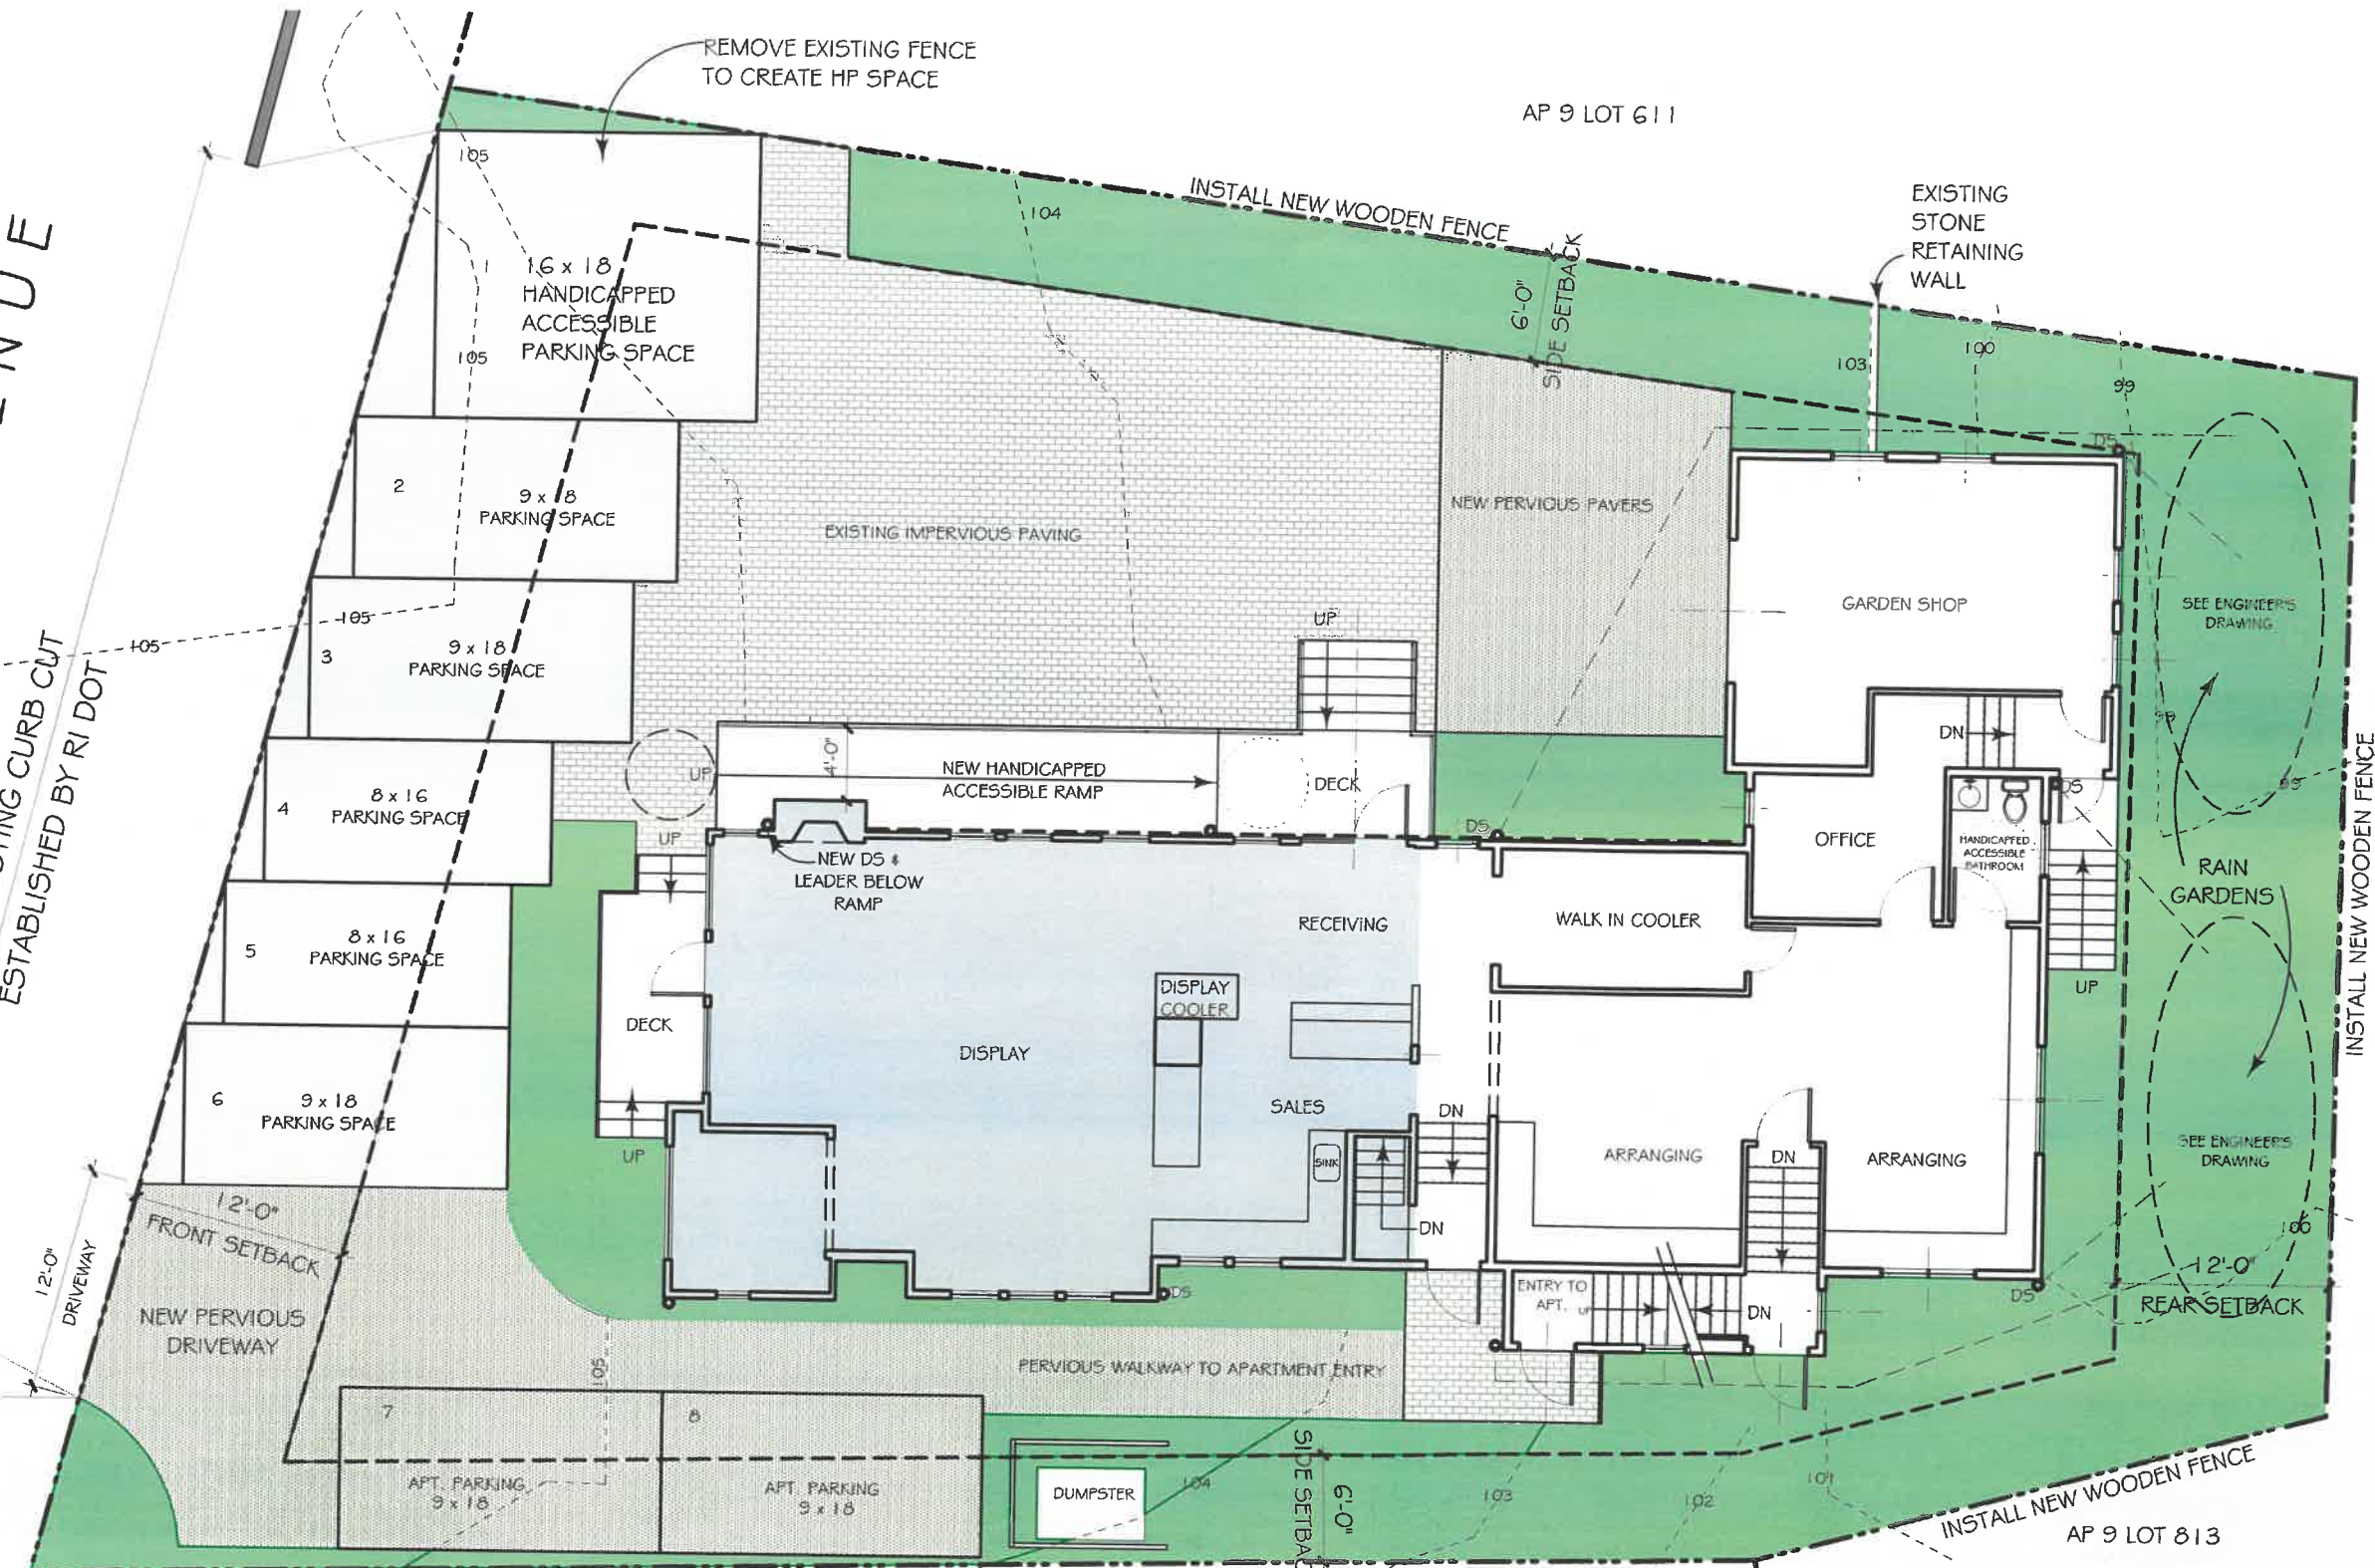 REMOVE EXISTING FENCE
TO CREATE HP SPACE
AP 9 LOT 611
INSTALL NEW WOODEN FENCE
EXISTING
STONE
RETAINING
WALL
105
104
6'-0"
SIDE SETBACK
16 x 18
HANDICAPPED
ACCESSIBLE
PARKING SPACE
105
103
100
99
DS
2
9 x 18
PARKING SPACE
EXISTING IMPERVIOUS PAVING
NEW PERVIOUS PAVERS
GARDEN SHOP
SEE ENGINEER'S
DRAWING
105
105
3
9 x 18
PARKING SPACE
UP
CURB CUT
ESTABLISHED BY RI DOT
4
8 x 16
PARKING SPACE
UP
4'-0"
NEW HANDICAPPED
ACCESSIBLE RAMP
DECK
DN
99
99
DS
UP
NEW DS &
LEADER BELOW
RAMP
DS
OFFICE
HANDICAPPED
ACCESSIBLE
BATHROOM
RAIN
GARDENS
INSTALL NEW WOODEN FENCE
5
8 x 16
PARKING SPACE
RECEIVING
WALK IN COOLER
DISPLAY
COOLER
UP
DECK
DISPLAY
6
9 x 18
PARKING SPACE
SALES
DN
UP
SINK
ARRANGING
DN
ARRANGING
SEE ENGINEER'S
DRAWING
12'-0"
FRONT SETBACK
DN
100
12'-0"
DRIVEWAY
DS
ENTRY TO
APT.
UP
DN
DS
12'-0"
REAR SETBACK
NEW PERVIOUS
DRIVEWAY
105
PERVIOUS WALKWAY TO APARTMENT ENTRY
7
8
APT. PARKING
9 x 18
APT. PARKING
9 x 18
DUMPSTER
104
6'-0"
103
102
101
INSTALL NEW WOODEN FENCE
AP 9 LOT 813